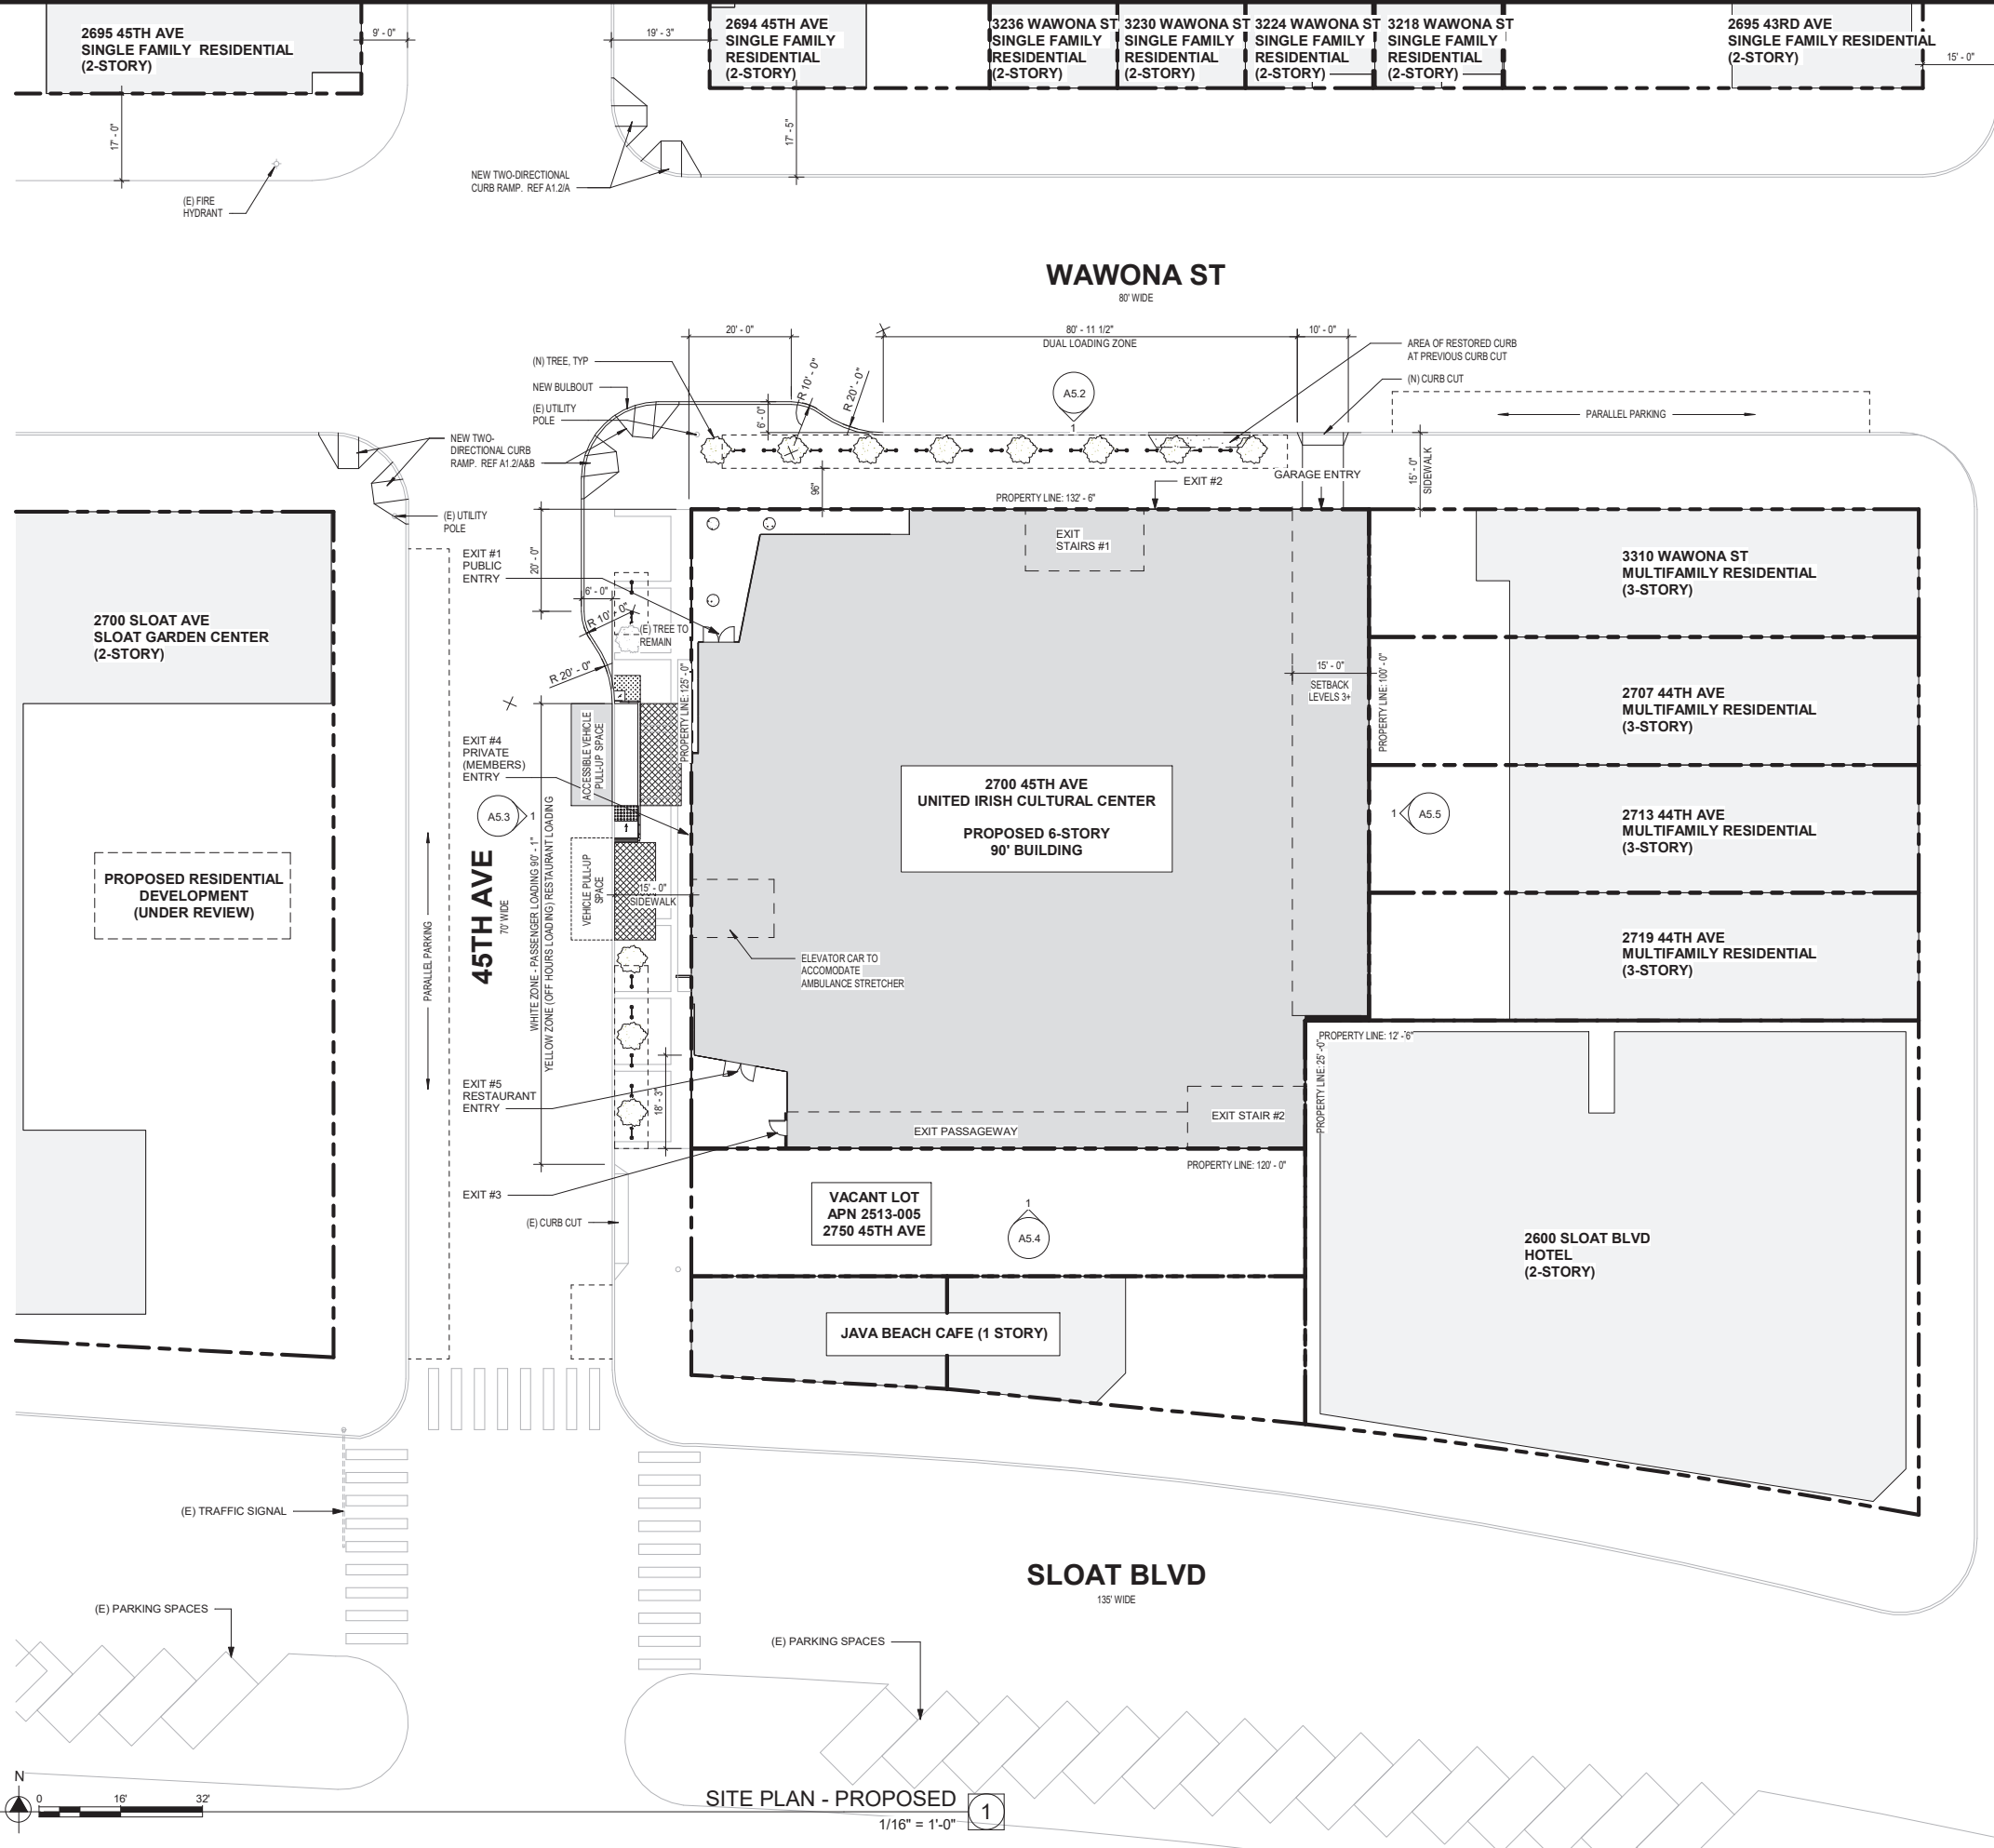 2695 45TH AVE
SINGLE FAMILY RESIDENTIAL
(2-STORY)
9' - 0"
19' - 3"
2694 45TH AVE
SINGLE FAMILY
RESIDENTIAL
(2-STORY)
3236 WAWONA ST
SINGLE FAMILY
RESIDENTIAL
(2-STORY)
3230 WAWONA ST
SINGLE FAMILY
RESIDENTIAL
(2-STORY)
3224 WAWONA ST
SINGLE FAMILY
RESIDENTIAL
(2-STORY)
3218 WAWONA ST
SINGLE FAMILY
RESIDENTIAL
(2-STORY)
2695 43RD AVE
SINGLE FAMILY RESIDENTIAL
(2-STORY)
15' - 0"
17' - 0"
17' - 5"
(E) FIRE
HYDRANT
NEW TWO-DIRECTIONAL
CURB RAMP. REF A1.2/A
WAWONA ST
80' WIDE
20' - 0"
80' - 11 1/2"
DUAL LOADING ZONE
10' - 0"
AREA OF RESTORED CURB
AT PREVIOUS CURB CUT
(N) CURB CUT
(N) TREE, TYP
NEW BULBOUT
(E) UTILITY
POLE
R 10' - 0"
R 20' - 0"
6' - 0"
A5.2
1
PARALLEL PARKING
NEW TWO-
DIRECTIONAL CURB
RAMP. REF A1.2/A&B
(E) UTILITY
POLE
96"
PROPERTY LINE: 132' - 6"
EXIT #2
GARAGE ENTRY
15' - 0"
SIDEWALK
EXIT
STAIRS #1
EXIT #1
PUBLIC
ENTRY
20' - 0"
6' - 0"
R 10' - 0"
(E) TREE TO
REMAIN
R 20' - 0"
PROPERTY LINE: 125' - 0"
2700 SLOAT AVE
SLOAT GARDEN CENTER
(2-STORY)
3310 WAWONA ST
MULTIFAMILY RESIDENTIAL
(3-STORY)
15' - 0"
SETBACK
LEVELS 3+
PROPERTY LINE: 100' - 0"
2707 44TH AVE
MULTIFAMILY RESIDENTIAL
(3-STORY)
EXIT #4
PRIVATE
(MEMBERS)
ENTRY
ACCESSIBLE VEHICLE
PULL-UP SPACE
A5.3
1
2700 45TH AVE
UNITED IRISH CULTURAL CENTER
PROPOSED 6-STORY
90' BUILDING
1
A5.5
2713 44TH AVE
MULTIFAMILY RESIDENTIAL
(3-STORY)
PROPOSED RESIDENTIAL
DEVELOPMENT
(UNDER REVIEW)
PARALLEL PARKING
45TH AVE
70' WIDE
WHITE ZONE - PASSENGER LOADING 90' - 1"
YELLOW ZONE (OFF HOURS LOADING) RESTAURANT LOADING
VEHICLE PULL-UP
SPACE
15' - 0"
SIDEWALK
ELEVATOR CAR TO
ACCOMODATE
AMBULANCE STRETCHER
2719 44TH AVE
MULTIFAMILY RESIDENTIAL
(3-STORY)
PROPERTY LINE: 12' - 6"
PROPERTY LINE: 25' - 0"
EXIT #5
RESTAURANT
ENTRY
18' - 3"
EXIT PASSAGEWAY
EXIT STAIR #2
PROPERTY LINE: 120' - 0"
EXIT #3
(E) CURB CUT
VACANT LOT
APN 2513-005
2750 45TH AVE
1
A5.4
2600 SLOAT BLVD
HOTEL
(2-STORY)
JAVA BEACH CAFE (1 STORY)
(E) TRAFFIC SIGNAL
SLOAT BLVD
135' WIDE
(E) PARKING SPACES
(E) PARKING SPACES
N
0 16' 32'
SITE PLAN - PROPOSED
1/16" = 1'-0"
1